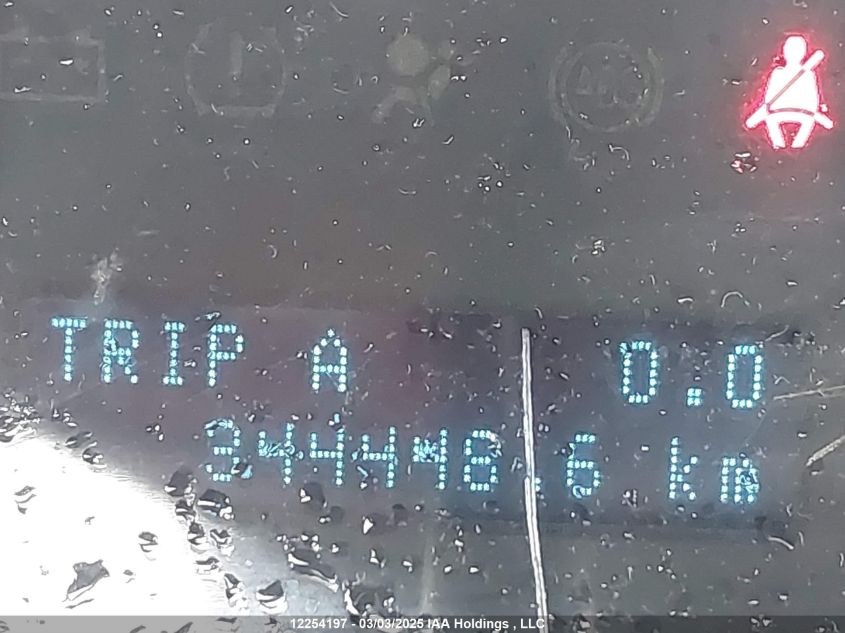 TRIP A 0.0
344448.6 km
12254197 - 03/03/2025 IAA Holdings , LLC